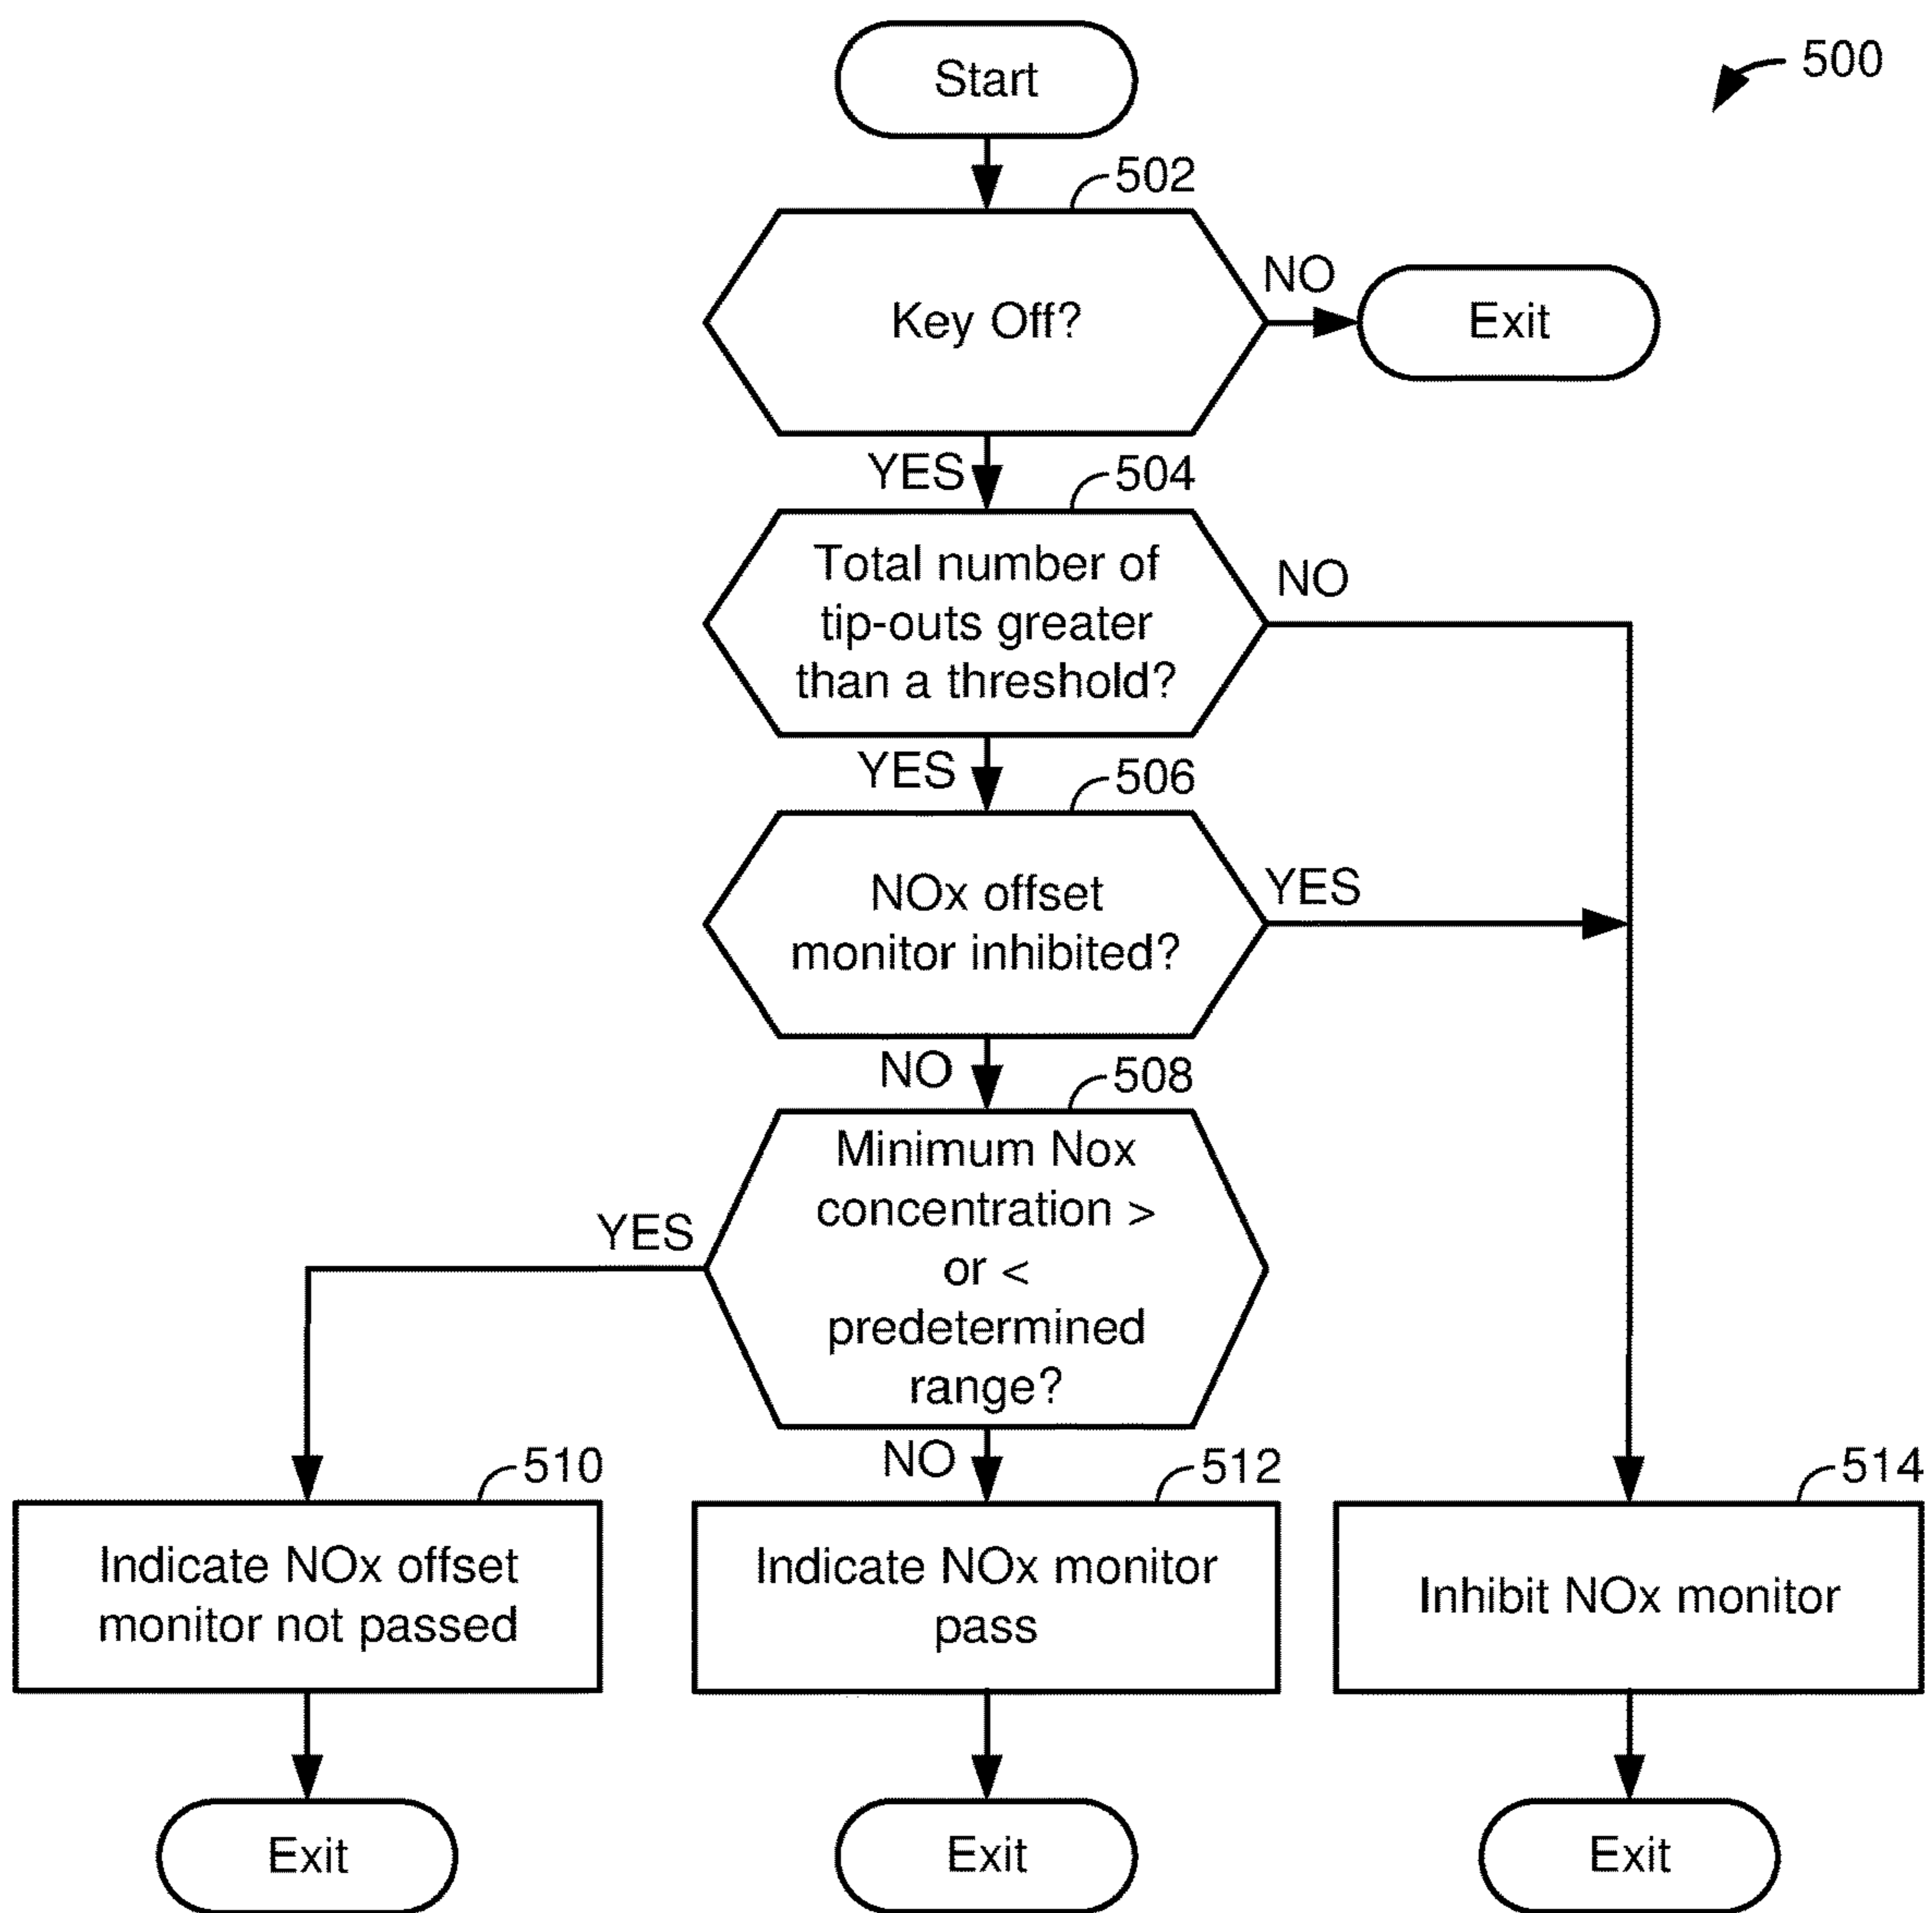 Start
500
502
Key Off?
NO
Exit
YES
504
Total number of
tip-outs greater
than a threshold?
NO
YES
506
NOx offset
monitor inhibited?
YES
NO
508
Minimum Nox
concentration >
or <
predetermined
range?
YES
NO
510
Indicate NOx offset
monitor not passed
512
Indicate NOx monitor
pass
514
Inhibit NOx monitor
Exit
Exit
Exit